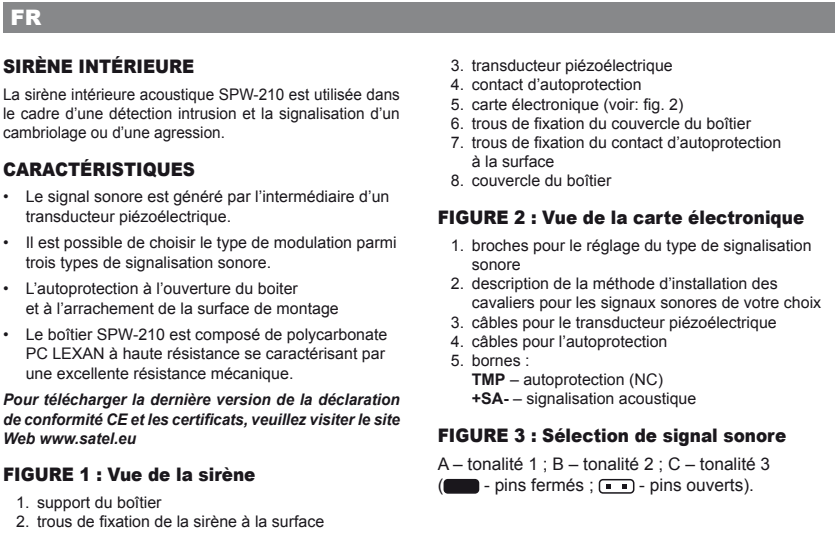 FR
SIRÈNE INTÉRIEURE
La sirène intérieure acoustique SPW-210 est utilisée dans
le cadre d'une détection intrusion et la signalisation d'un
cambriolage ou d'une agression.
CARACTÉRISTIQUES
• Le signal sonore est généré par l'intermédiaire d'un
transducteur piézoélectrique.
• Il est possible de choisir le type de modulation parmi
trois types de signalisation sonore.
• L'autoprotection à l'ouverture du boiter
et à l'arrachement de la surface de montage
• Le boîtier SPW-210 est composé de polycarbonate
PC LEXAN à haute résistance se caractérisant par
une excellente résistance mécanique.
Pour télécharger la dernière version de la déclaration
de conformité CE et les certificats, veuillez visiter le site
Web www.satel.eu
FIGURE 1 : Vue de la sirène
1. support du boîtier
2. trous de fixation de la sirène à la surface
3. transducteur piézoélectrique
4. contact d'autoprotection
5. carte électronique (voir: fig. 2)
6. trous de fixation du couvercle du boîtier
7. trous de fixation du contact d'autoprotection
à la surface
8. couvercle du boîtier
FIGURE 2 : Vue de la carte électronique
1. broches pour le réglage du type de signalisation
sonore
2. description de la méthode d'installation des
cavaliers pour les signaux sonores de votre choix
3. câbles pour le transducteur piézoélectrique
4. câbles pour l'autoprotection
5. bornes :
TMP – autoprotection (NC)
+SA- – signalisation acoustique
FIGURE 3 : Sélection de signal sonore
A – tonalité 1 ; B – tonalité 2 ; C – tonalité 3
( - pins fermés ; - pins ouverts).